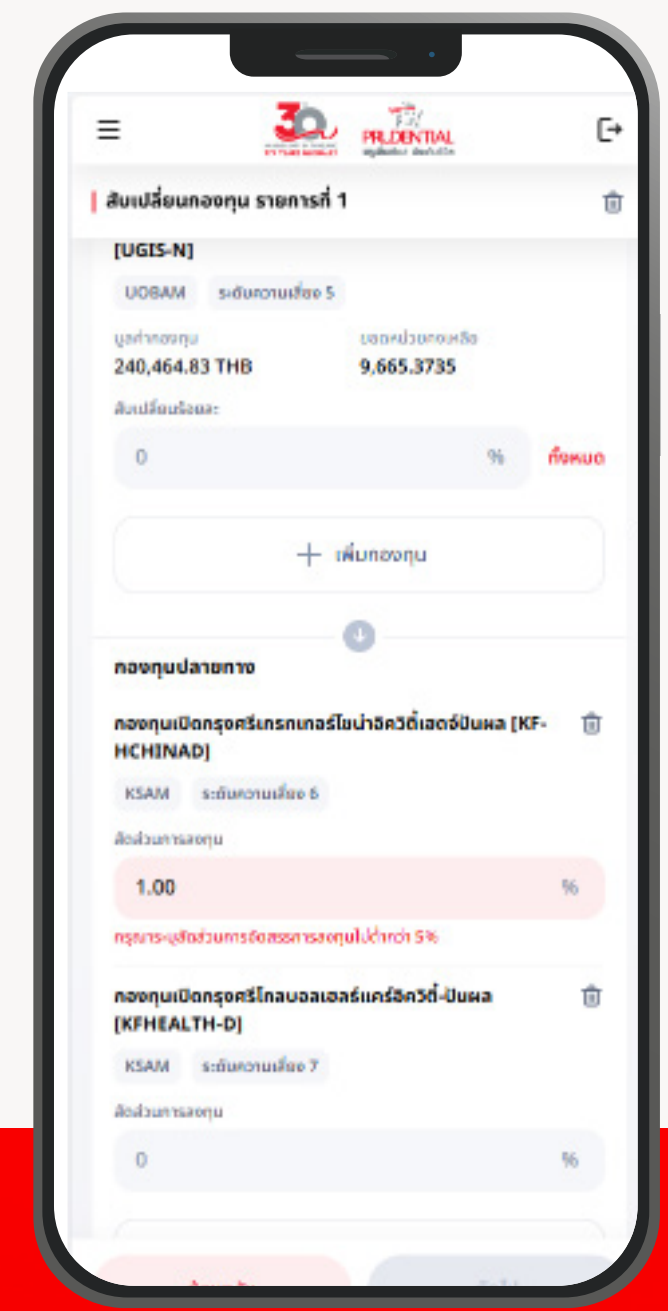 30
PRUDENTIAL
สับเปลี่ยนกองทุน รายการที่ 1
[UGIS-N]
UOBAM ระดับความเสี่ยง 5
มูลค่ากองทุน ยอดหน่วยคงเหลือ
240,464.83 THB 9,665.3735
สับเปลี่ยนร้อยละ
0 % ทั้งหมด
+ เพิ่มกองทุน
กองทุนปลายทาง
กองทุนเปิดกรุงศรีเกรทเทอร์ไชน่าอิควิตี้เฮดจ์ปันผล [KF-
HCHINAD]
KSAM ระดับความเสี่ยง 6
สัดส่วนการลงทุน
1.00 %
กรุณาระบุสัดส่วนการจัดสรรการลงทุนไม่ต่ำกว่า 5%
กองทุนเปิดกรุงศรีโกลบอลเฮลธ์แคร์อิควิตี้-ปันผล
[KFHEALTH-D]
KSAM ระดับความเสี่ยง 7
สัดส่วนการลงทุน
0 %